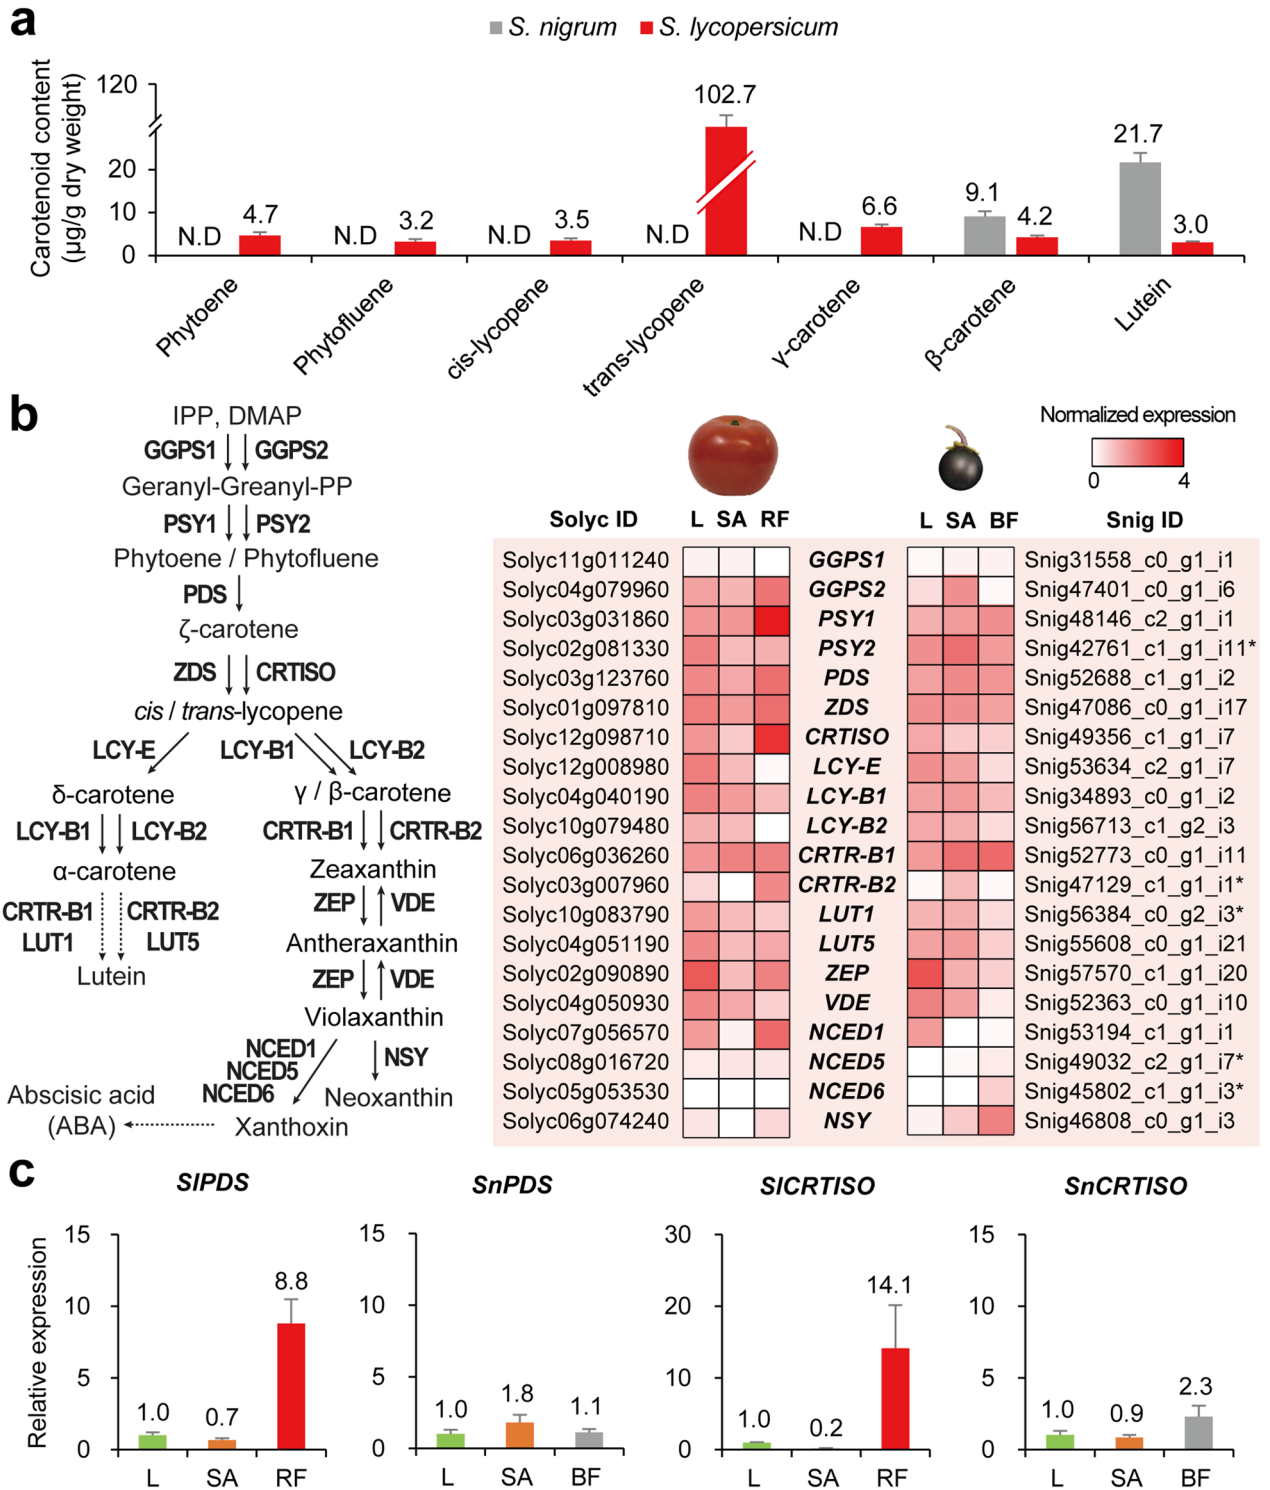 a
S. nigrum S. lycopersicum
Carotenoid content
(µg/g dry weight)
120
20
10
0
N.D 4.7 N.D 3.2 N.D 3.5 N.D 102.7 N.D 6.6 9.1 4.2 21.7 3.0
Phytoene Phytofluene cis-lycopene trans-lycopene γ-carotene β-carotene Lutein
b
IPP, DMAP
GGPS1 GGPS2
Geranyl-Greanyl-PP
PSY1 PSY2
Phytoene / Phytofluene
PDS
ζ-carotene
ZDS CRTISO
cis / trans-lycopene
LCY-E LCY-B1 LCY-B2
δ-carotene γ / β-carotene
LCY-B1 LCY-B2 CRTR-B1 CRTR-B2
α-carotene Zeaxanthin
CRTR-B1 CRTR-B2 ZEP VDE
LUT1 LUT5 Antheraxanthin
Lutein ZEP VDE
Violaxanthin
NCED1 NSY
NCED5
NCED6 Neoxanthin
Abscisic acid
(ABA) Xanthoxin
Normalized expression
0 4
Solyc ID L SA RF L SA BF Snig ID
Solyc11g011240 GGPS1 Snig31558_c0_g1_i1
Solyc04g079960 GGPS2 Snig47401_c0_g1_i6
Solyc03g031860 PSY1 Snig48146_c2_g1_i1
Solyc02g081330 PSY2 Snig42761_c1_g1_i11*
Solyc03g123760 PDS Snig52688_c1_g1_i2
Solyc01g097810 ZDS Snig47086_c0_g1_i17
Solyc12g098710 CRTISO Snig49356_c1_g1_i7
Solyc12g008980 LCY-E Snig53634_c2_g1_i7
Solyc04g040190 LCY-B1 Snig34893_c0_g1_i2
Solyc10g079480 LCY-B2 Snig56713_c1_g2_i3
Solyc06g036260 CRTR-B1 Snig52773_c0_g1_i11
Solyc03g007960 CRTR-B2 Snig47129_c1_g1_i1*
Solyc10g083790 LUT1 Snig56384_c0_g2_i3*
Solyc04g051190 LUT5 Snig55608_c0_g1_i21
Solyc02g090890 ZEP Snig57570_c1_g1_i20
Solyc04g050930 VDE Snig52363_c0_g1_i10
Solyc07g056570 NCED1 Snig53194_c1_g1_i1
Solyc08g016720 NCED5 Snig49032_c2_g1_i7*
Solyc05g053530 NCED6 Snig45802_c1_g1_i3*
Solyc06g074240 NSY Snig46808_c0_g1_i3
c
Relative expression
SlPDS
15
10
5
0
1.0 0.7 8.8
L SA RF
SnPDS
15
10
5
0
1.0 1.8 1.1
L SA BF
SlCRTISO
30
20
10
0
1.0 0.2 14.1
L SA RF
SnCRTISO
15
10
5
0
1.0 0.9 2.3
L SA BF